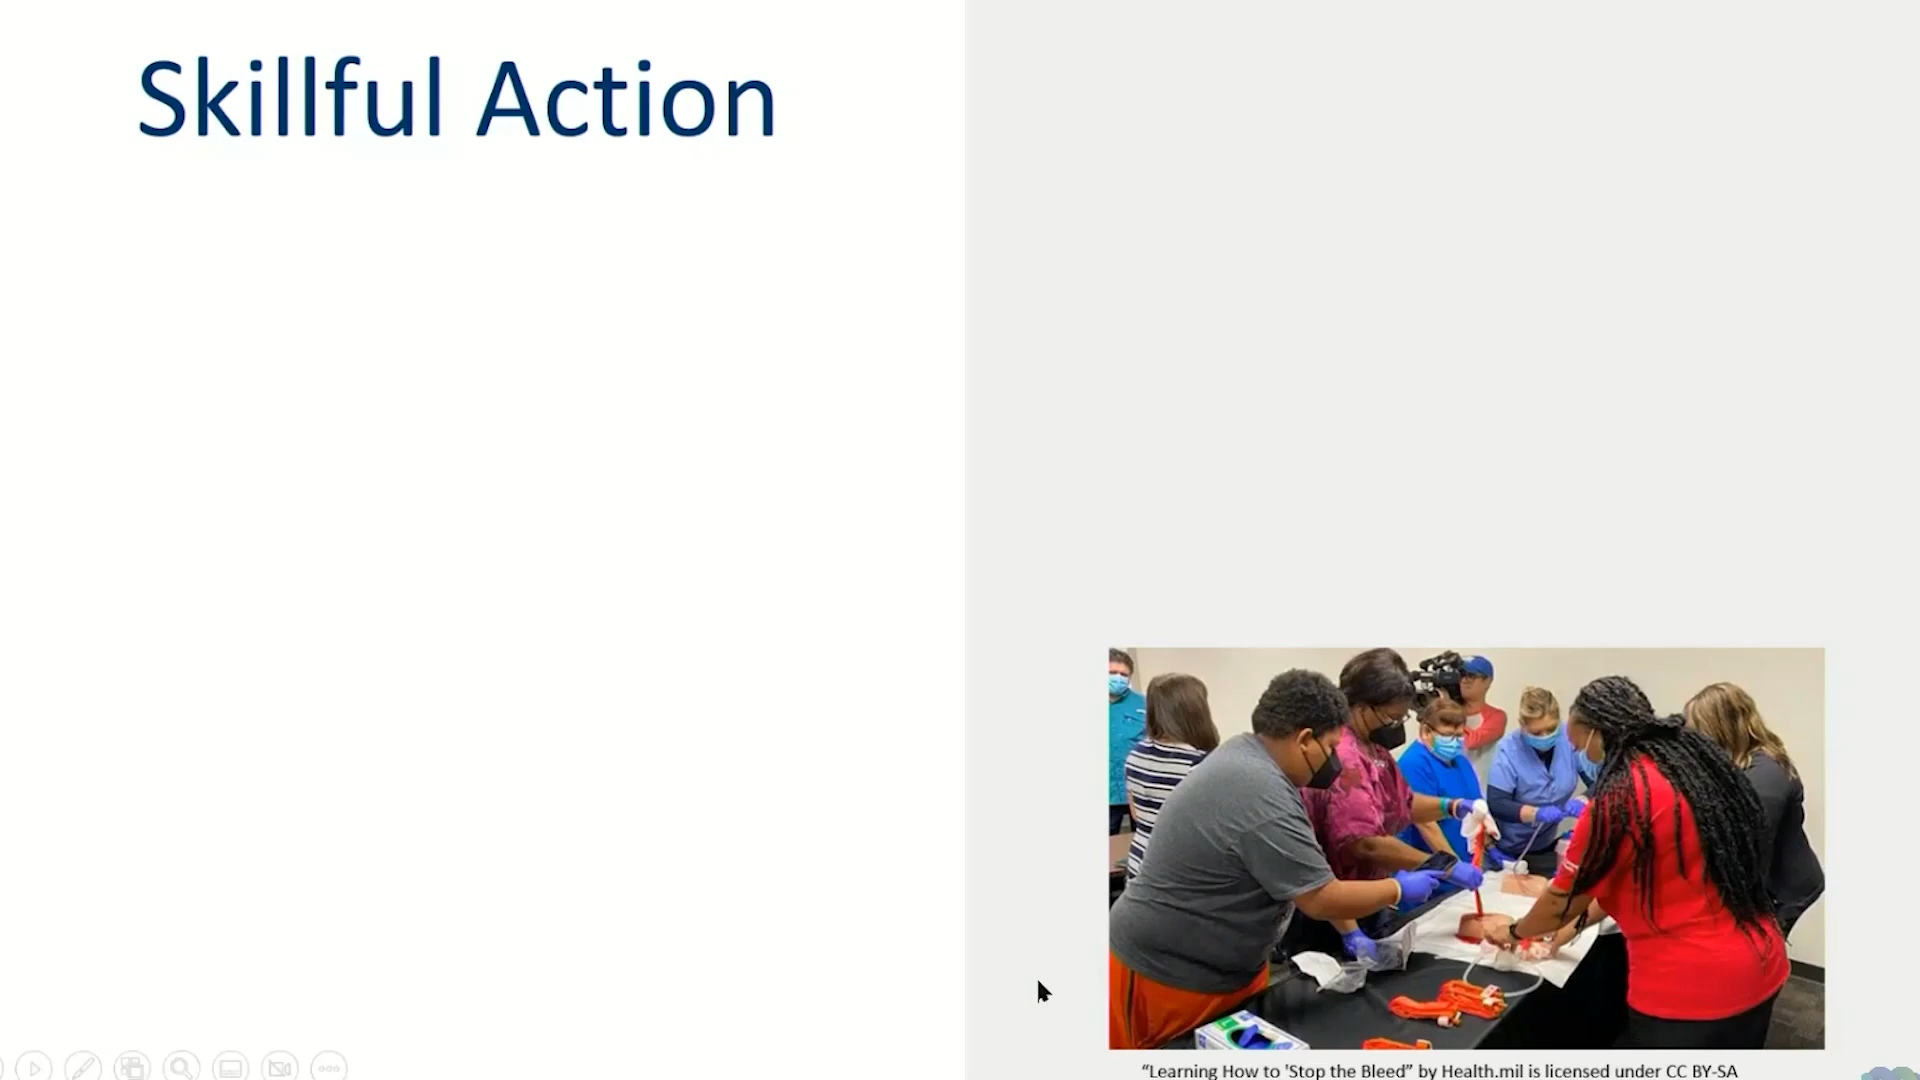 Skillful Action
“Learning How to 'Stop the Bleed” by Health.mil is licensed under CC BY-SA